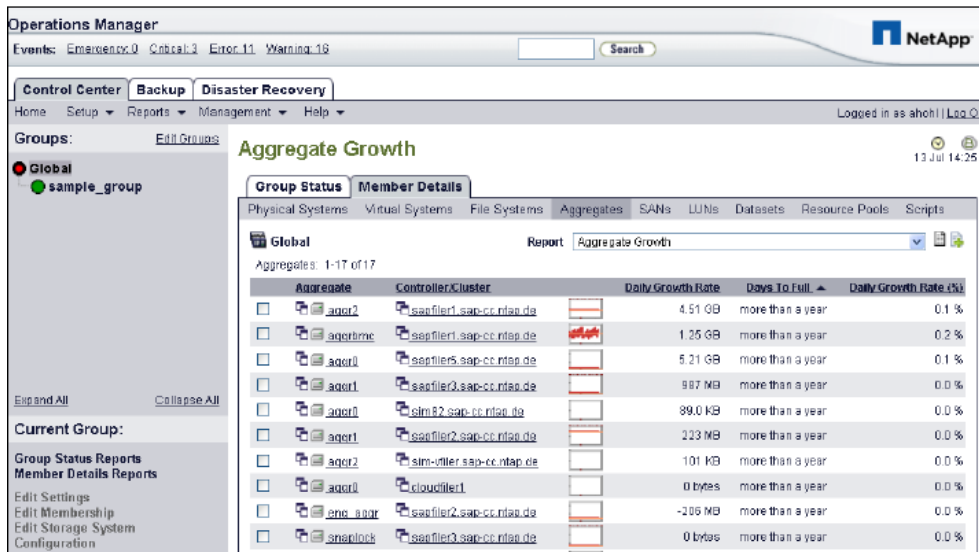 Operations Manager
Events: Emergency: 0 Critical: 3 Error: 11 Warning: 16
Search
NetApp
Control Center Backup Disaster Recovery
Home Setup Reports Management Help
Logged in as ahohl | Log O
Groups: Edit Groups
Global
sample_group
Expand All Collapse All
Current Group:
Group Status Reports
Member Details Reports
Edit Settings
Edit Membership
Edit Storage System
Configuration
Aggregate Growth
13 Jul 14:25
Group Status Member Details
Physical Systems Virtual Systems File Systems Aggregates SANs LUNs Datasets Resource Pools Scripts
Global Report Aggregate Growth
Aggregates: 1-17 of 17
Aggregate Controller/Cluster Daily Growth Rate Days To Full Daily Growth Rate (%)
aggr2 sapfiler1.sap-cc.ntap.de 4.51 GB more than a year 0.1 %
aggrbmc sapfiler1.sap-cc.ntap.de 1.25 GB more than a year 0.2 %
aggr0 sapfiler5.sap-cc.ntap.de 5.21 GB more than a year 0.1 %
aggr1 sapfiler3.sap-cc.ntap.de MB more than a year 0.0 %
aggr0 sim82.sap-cc.ntap.de 89.0 KB more than a year 0.0 %
aggr1 sapfiler2.sap-cc.ntap.de 223 MB more than a year 0.0 %
aggr2 sim-vfiler.sap-cc.ntap.de 101 KB more than a year 0.0 %
aggr0 cloudfiler1 0 bytes more than a year 0.0 %
eng_aggr sapfiler2.sap-cc.ntap.de -206 MB more than a year 0.0 %
snaplock sapfiler3.sap-cc.ntap.de 0 bytes more than a year 0.0 %